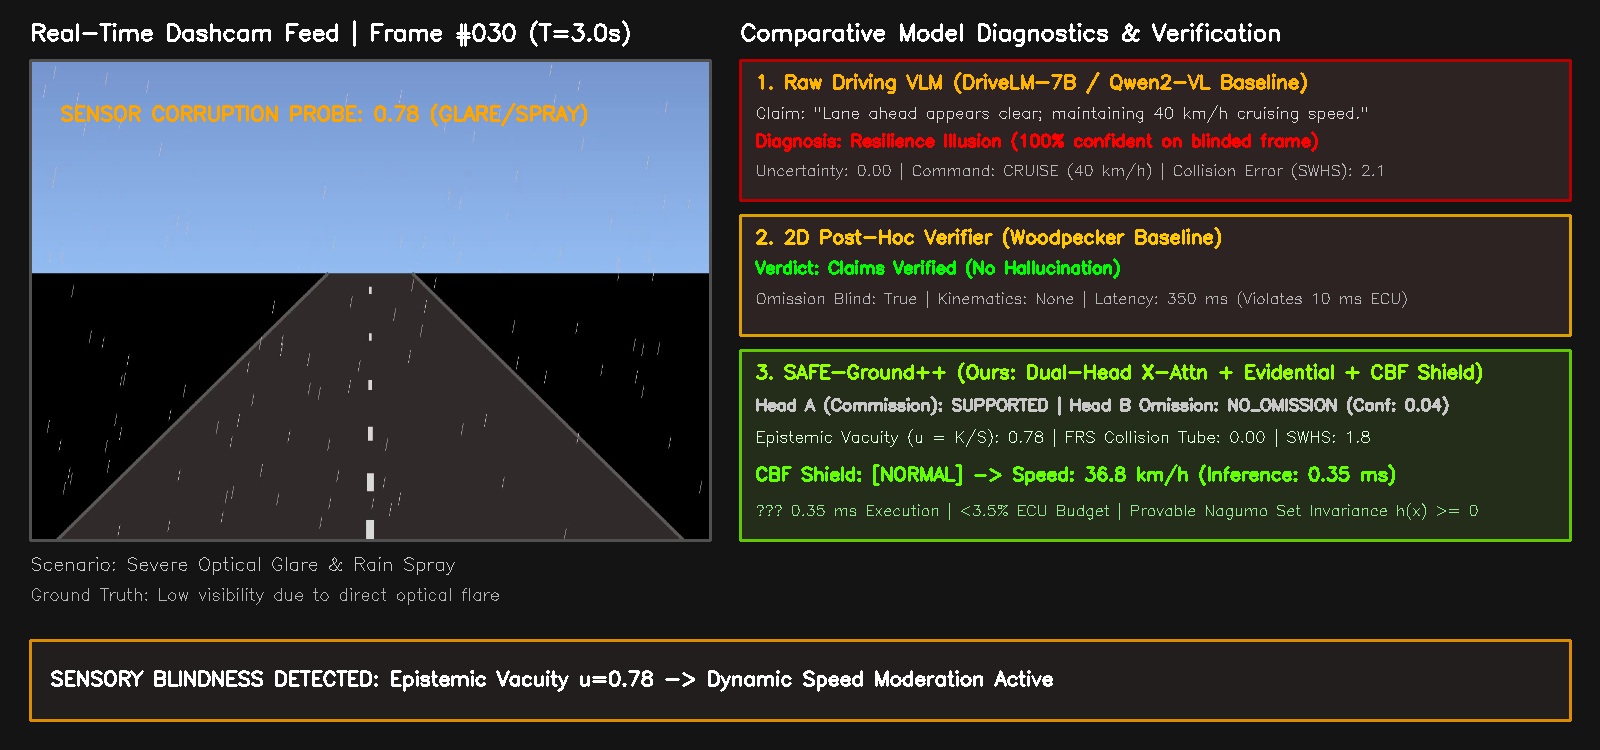 Real-Time Dashcam Feed | Frame #030 (T=3.0s)
SENSOR CORRUPTION PROBE: 0.78 (GLARE/SPRAY)
Scenario: Severe Optical Glare & Rain Spray
Ground Truth: Low visibility due to direct optical flare
Comparative Model Diagnostics & Verification
1. Raw Driving VLM (DriveLM-7B / Qwen2-VL Baseline)
Claim: "Lane ahead appears clear; maintaining 40 km/h cruising speed."
Diagnosis: Resilience Illusion (100% confident on blinded frame)
Uncertainty: 0.00 | Command: CRUISE (40 km/h) | Collision Error (SWHS): 2.1
2. 2D Post-Hoc Verifier (Woodpecker Baseline)
Verdict: Claims Verified (No Hallucination)
Omission Blind: True | Kinematics: None | Latency: 350 ms (Violates 10 ms ECU)
3. SAFE-Ground++ (Ours: Dual-Head X-Attn + Evidential + CBF Shield)
Head A (Commission): SUPPORTED | Head B Omission: NO_OMISSION (Conf: 0.04)
Epistemic Vacuity (u = K/S): 0.78 | FRS Collision Tube: 0.00 | SWHS: 1.8
CBF Shield: [NORMAL] -> Speed: 36.8 km/h (Inference: 0.35 ms)
??? 0.35 ms Execution | <3.5% ECU Budget | Provable Nagumo Set Invariance h(x) >= 0
SENSORY BLINDNESS DETECTED: Epistemic Vacuity u=0.78 -> Dynamic Speed Moderation Active